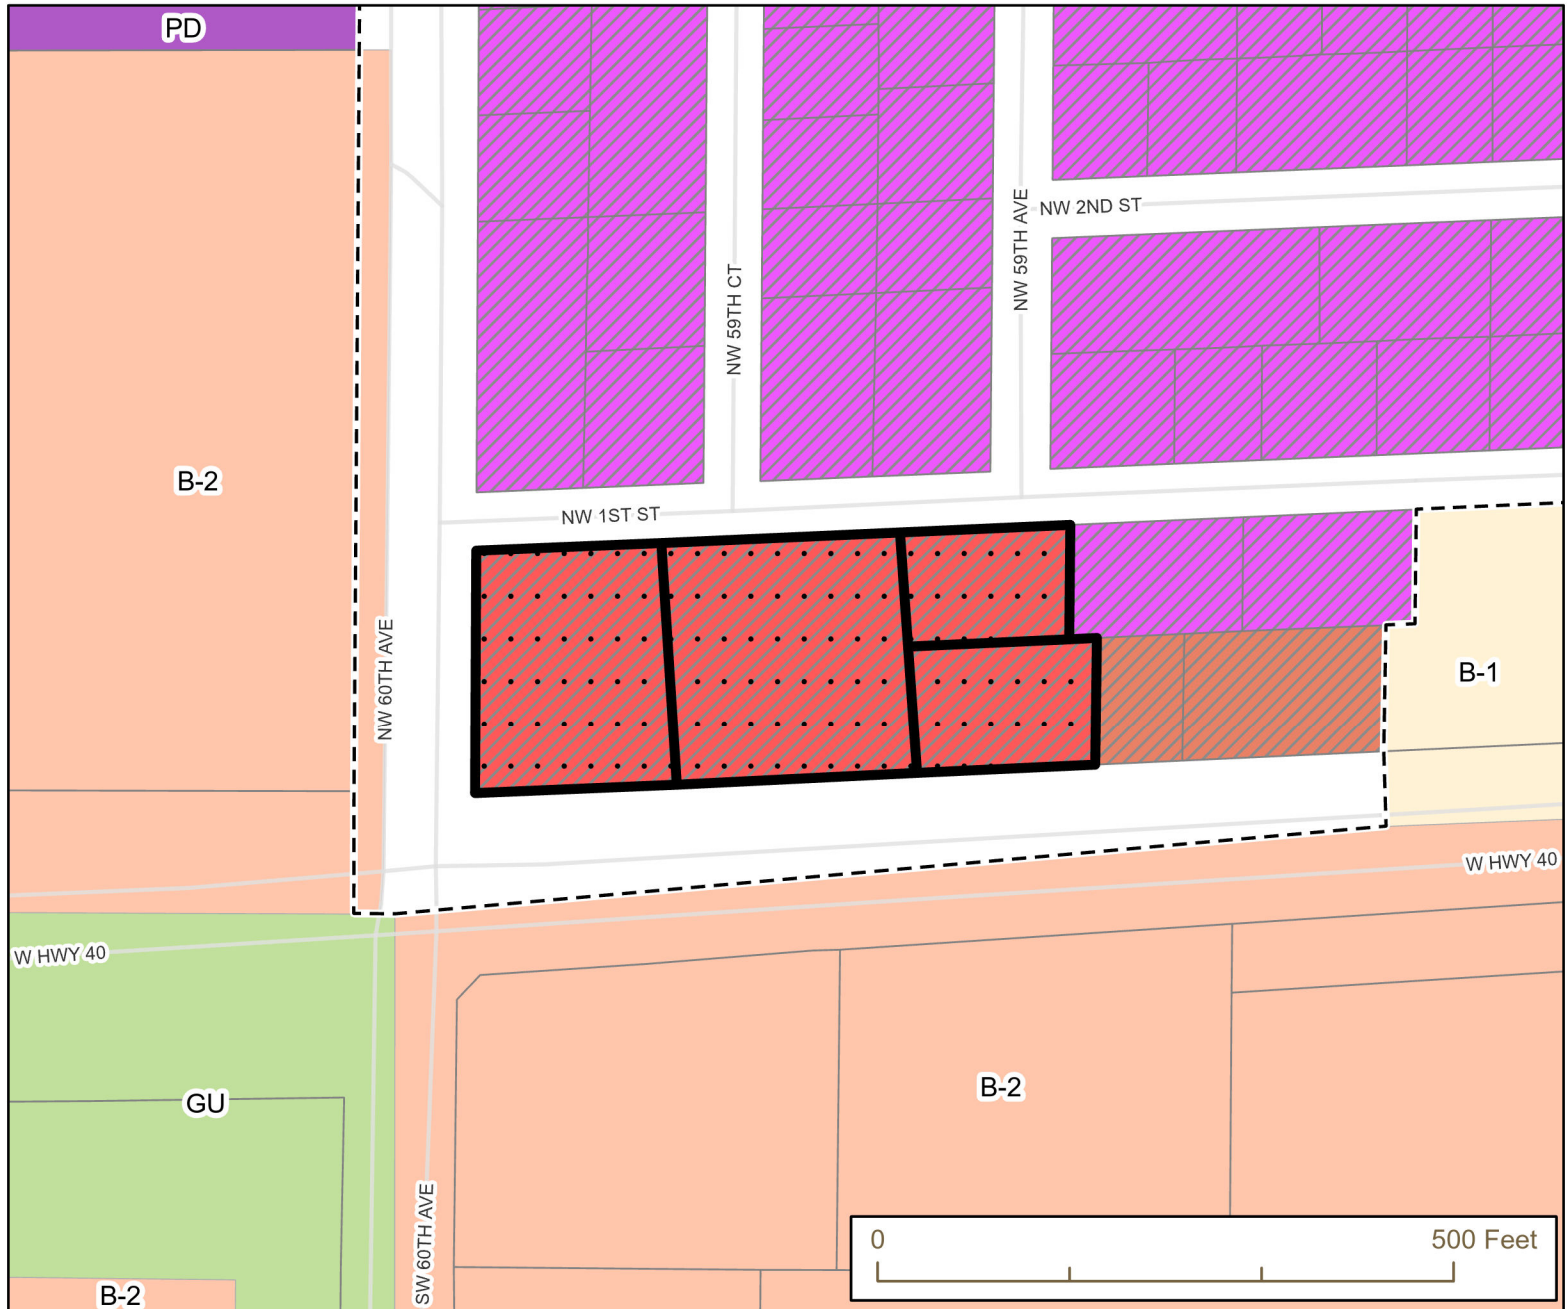 PD
NW 59TH AVE
NW 2ND ST
NW 59TH CT
B-2
NW 1ST ST
NW 60TH AVE
B-1
W HWY 40
W HWY 40
GU
B-2
SW 60TH AVE
0 500 Feet
B-2